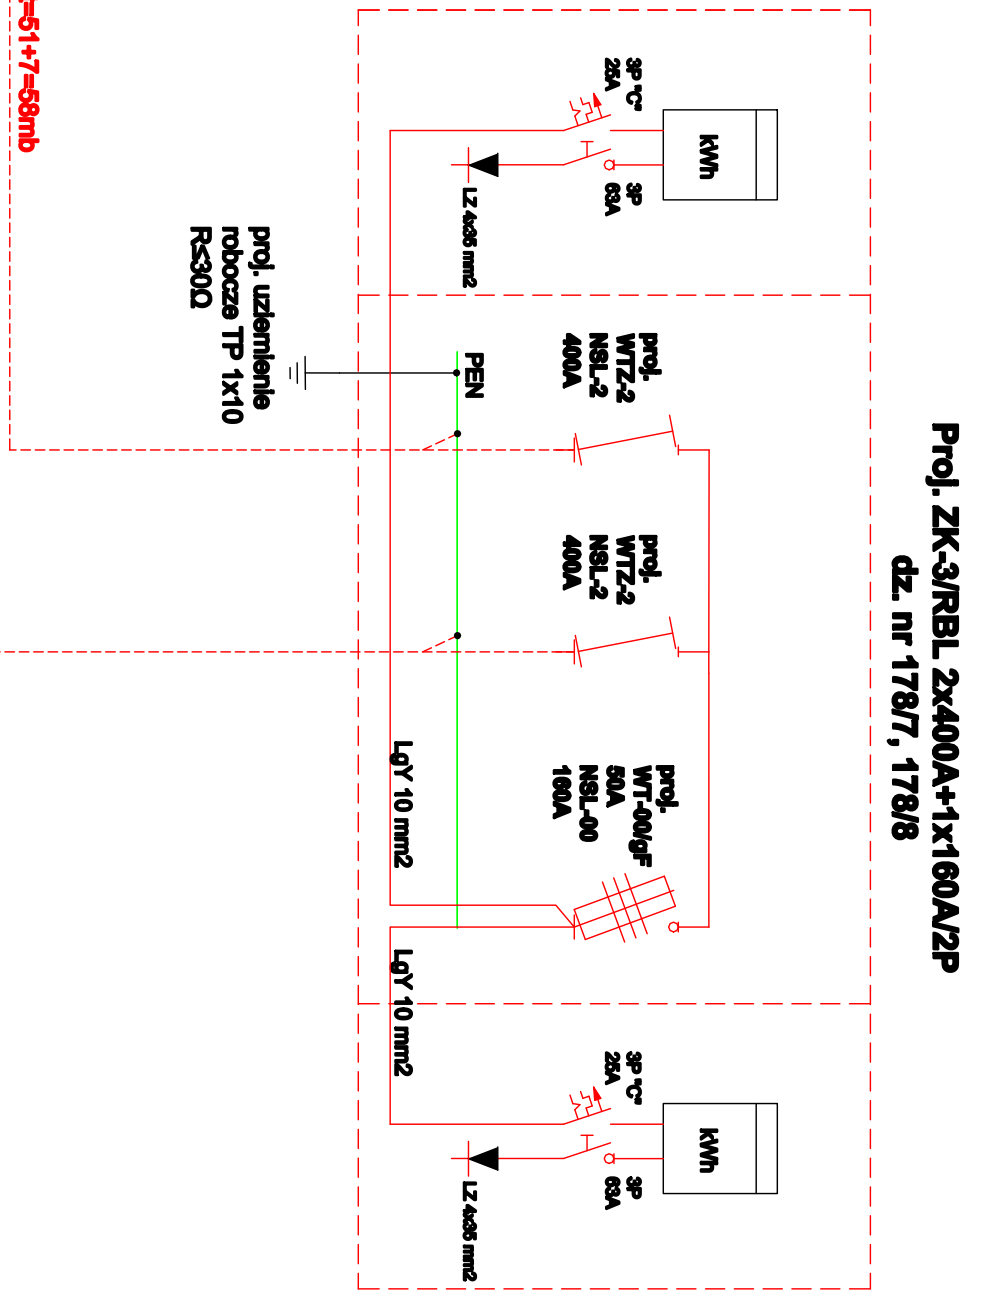 Proj. ZK-3/RBL 2x400A+1x160A/2P
dz. nr 178/7, 178/8
kWh
3P "C"
25A
3P
63A
LZ 4x35 mm2
proj.
WTZ-2
NSL-2
400A
proj.
WTZ-2
NSL-2
400A
proj.
WT-00/gF
50A
NSL-00
160A
kWh
3P "C"
25A
3P
63A
LZ 4x35 mm2
PEN
LgY 10 mm2
LgY 10 mm2
proj. uziemienie
robocze TP 1x10
R≤30Ω
=51+7=58mb